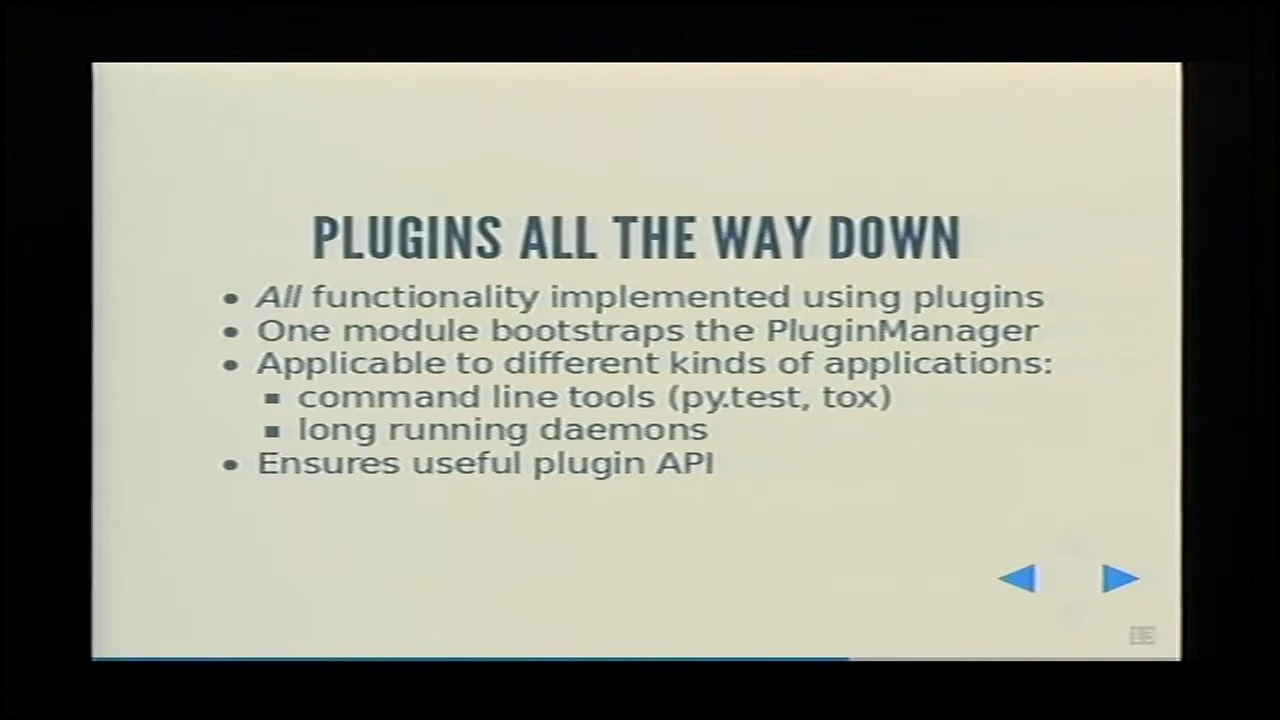 PLUGINS ALL THE WAY DOWN
All functionality implemented using plugins
One module bootstraps the PluginManager
Applicable to different kinds of applications:
command line tools (py.test, tox)
long running daemons
Ensures useful plugin API